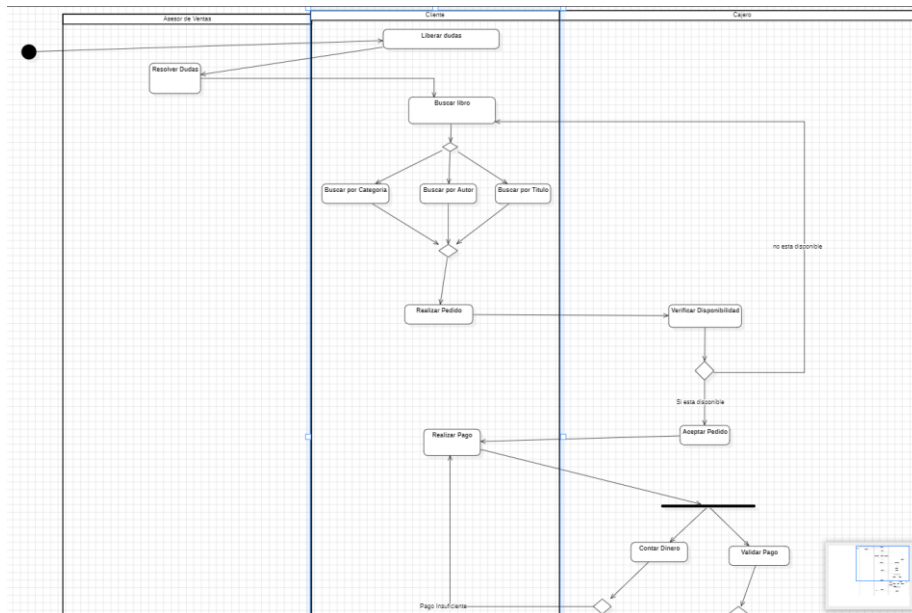 Asesor de Ventas
Cliente
Cajero
Liberar dudas
Resolver Dudas
Buscar libro
Buscar por Categoria
Buscar por Autor
Buscar por Titulo
no esta disponible
Realizar Pedido
Verificar Disponibilidad
Si esta disponible
Realizar Pago
Aceptar Pedido
Contar Dinero
Validar Pago
Pago Insuficiente